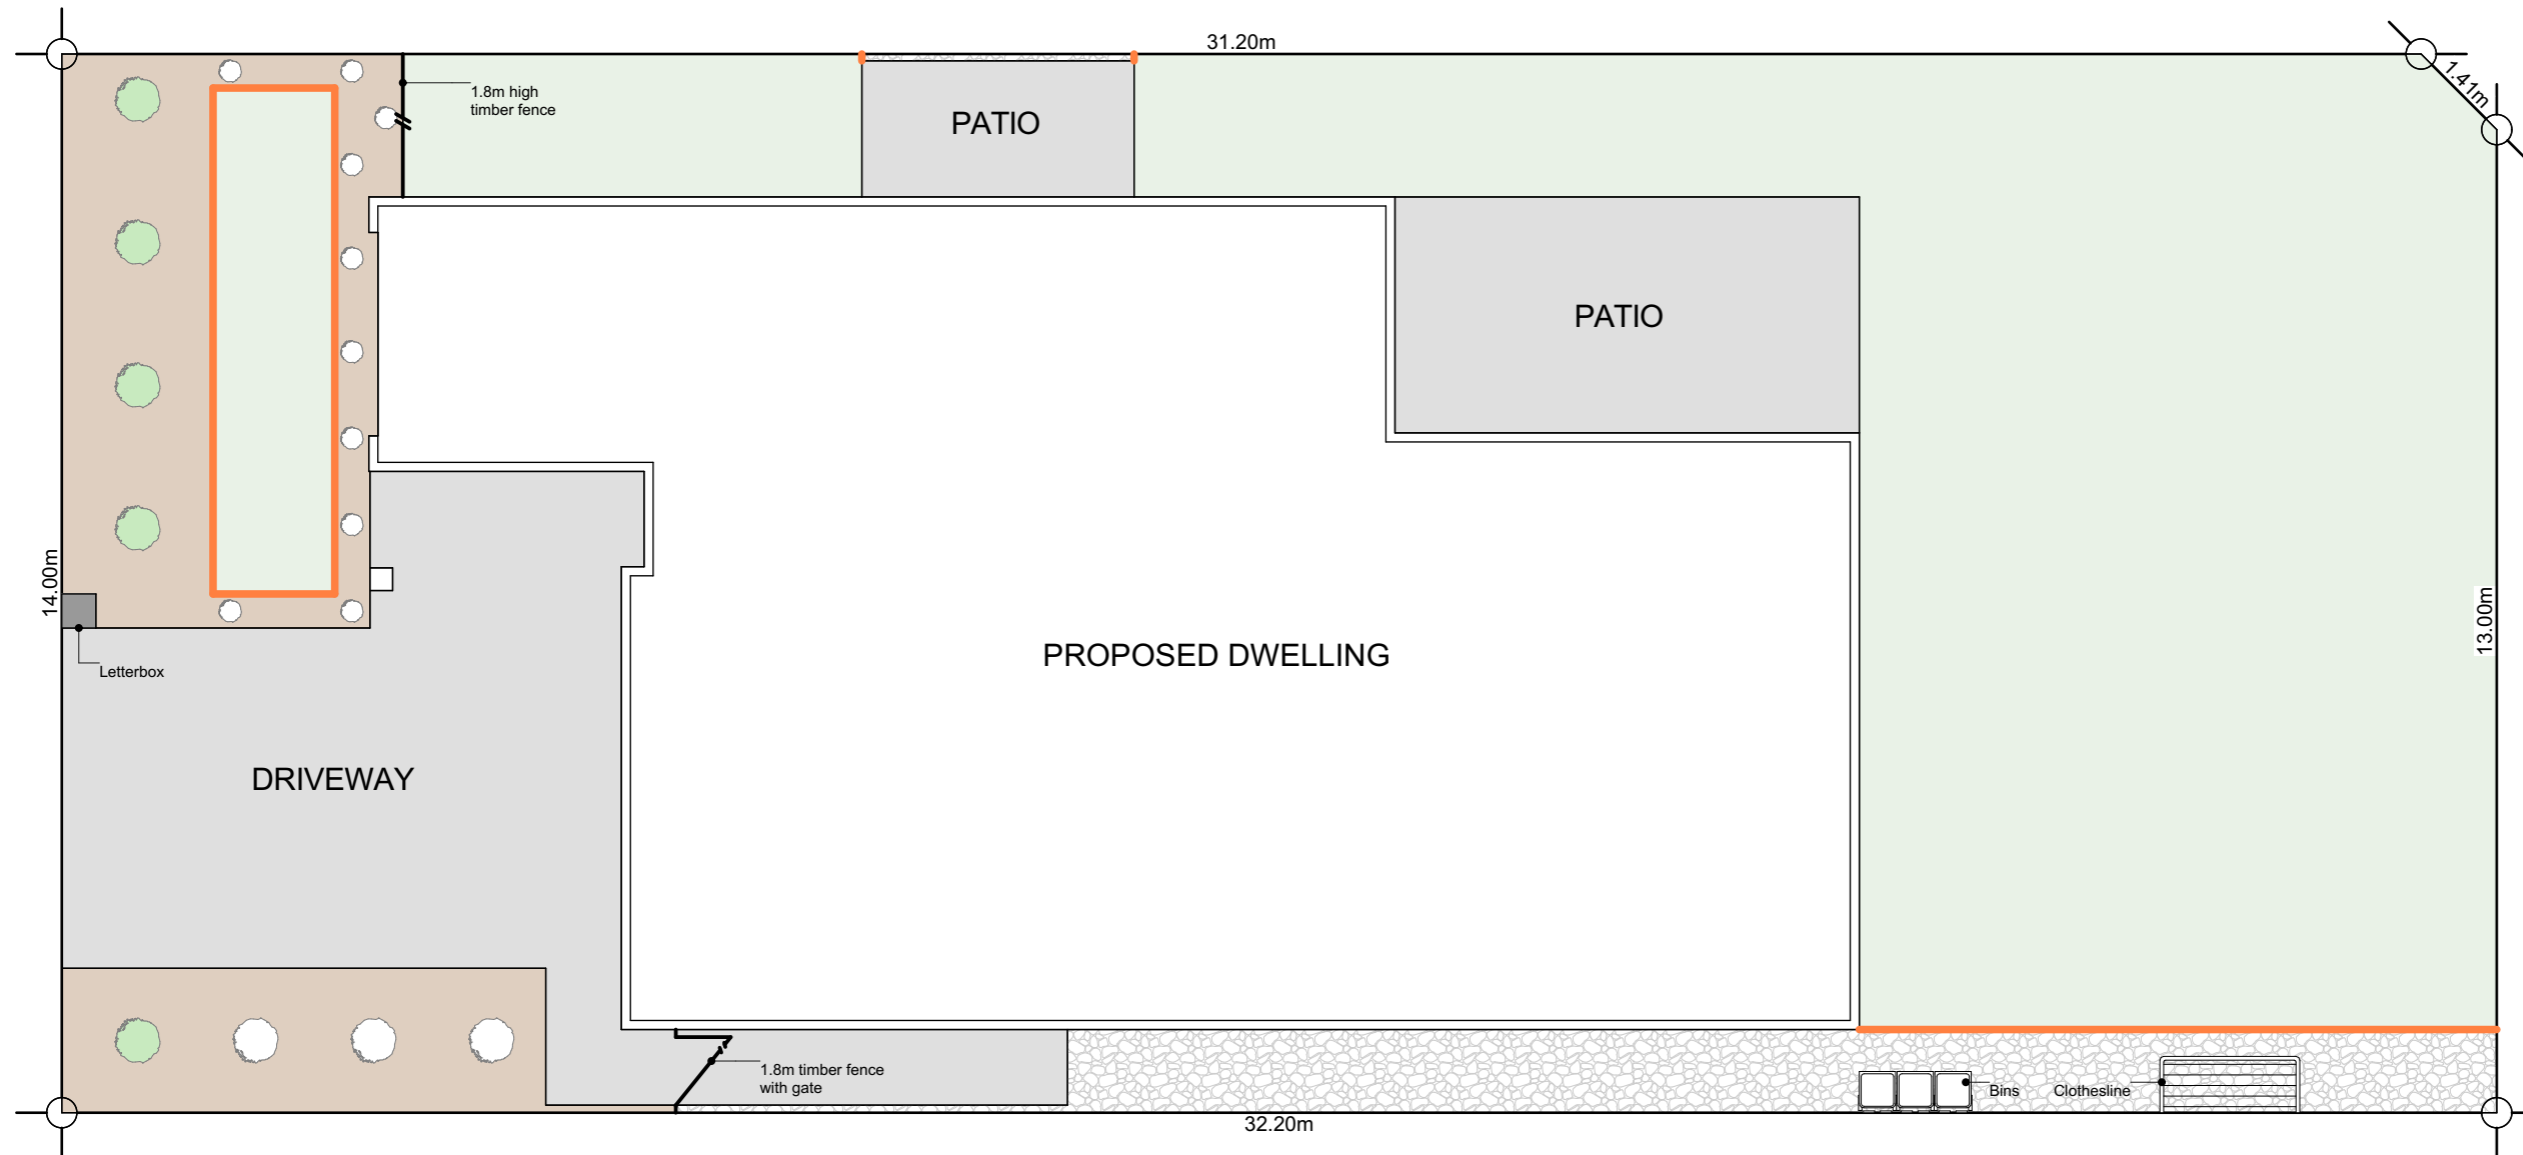 31.20m
1.41m
1.8m high
timber fence
PATIO
PATIO
14.00m
13.00m
PROPOSED DWELLING
Letterbox
DRIVEWAY
1.8m timber fence
with gate
Bins
Clothesline
32.20m